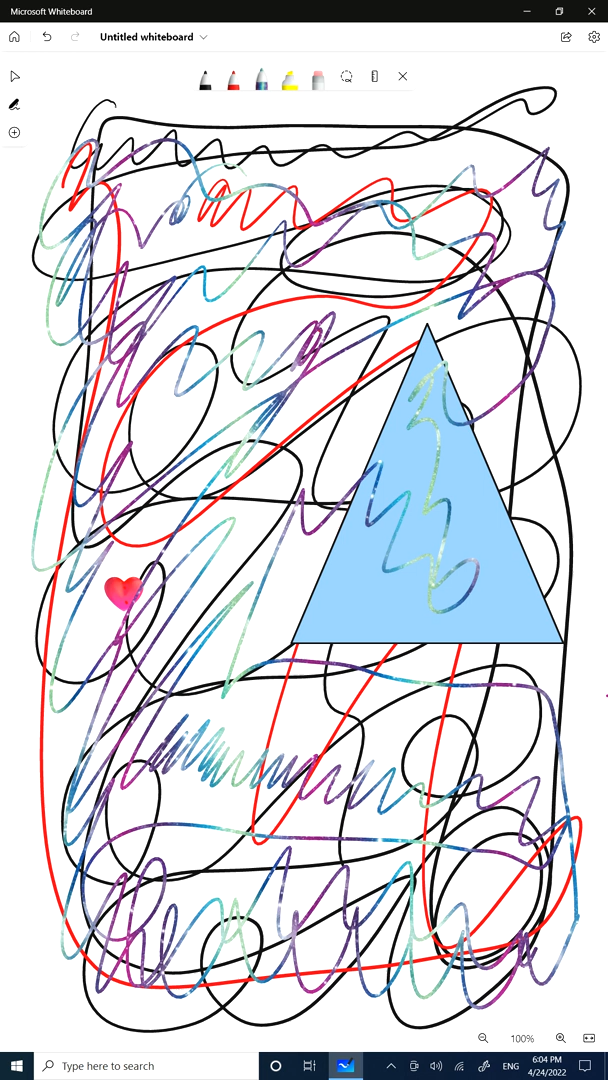 Microsoft Whiteboard
Untitled whiteboard
100%
Type here to search
ENG
6:04 PM
4/24/2022